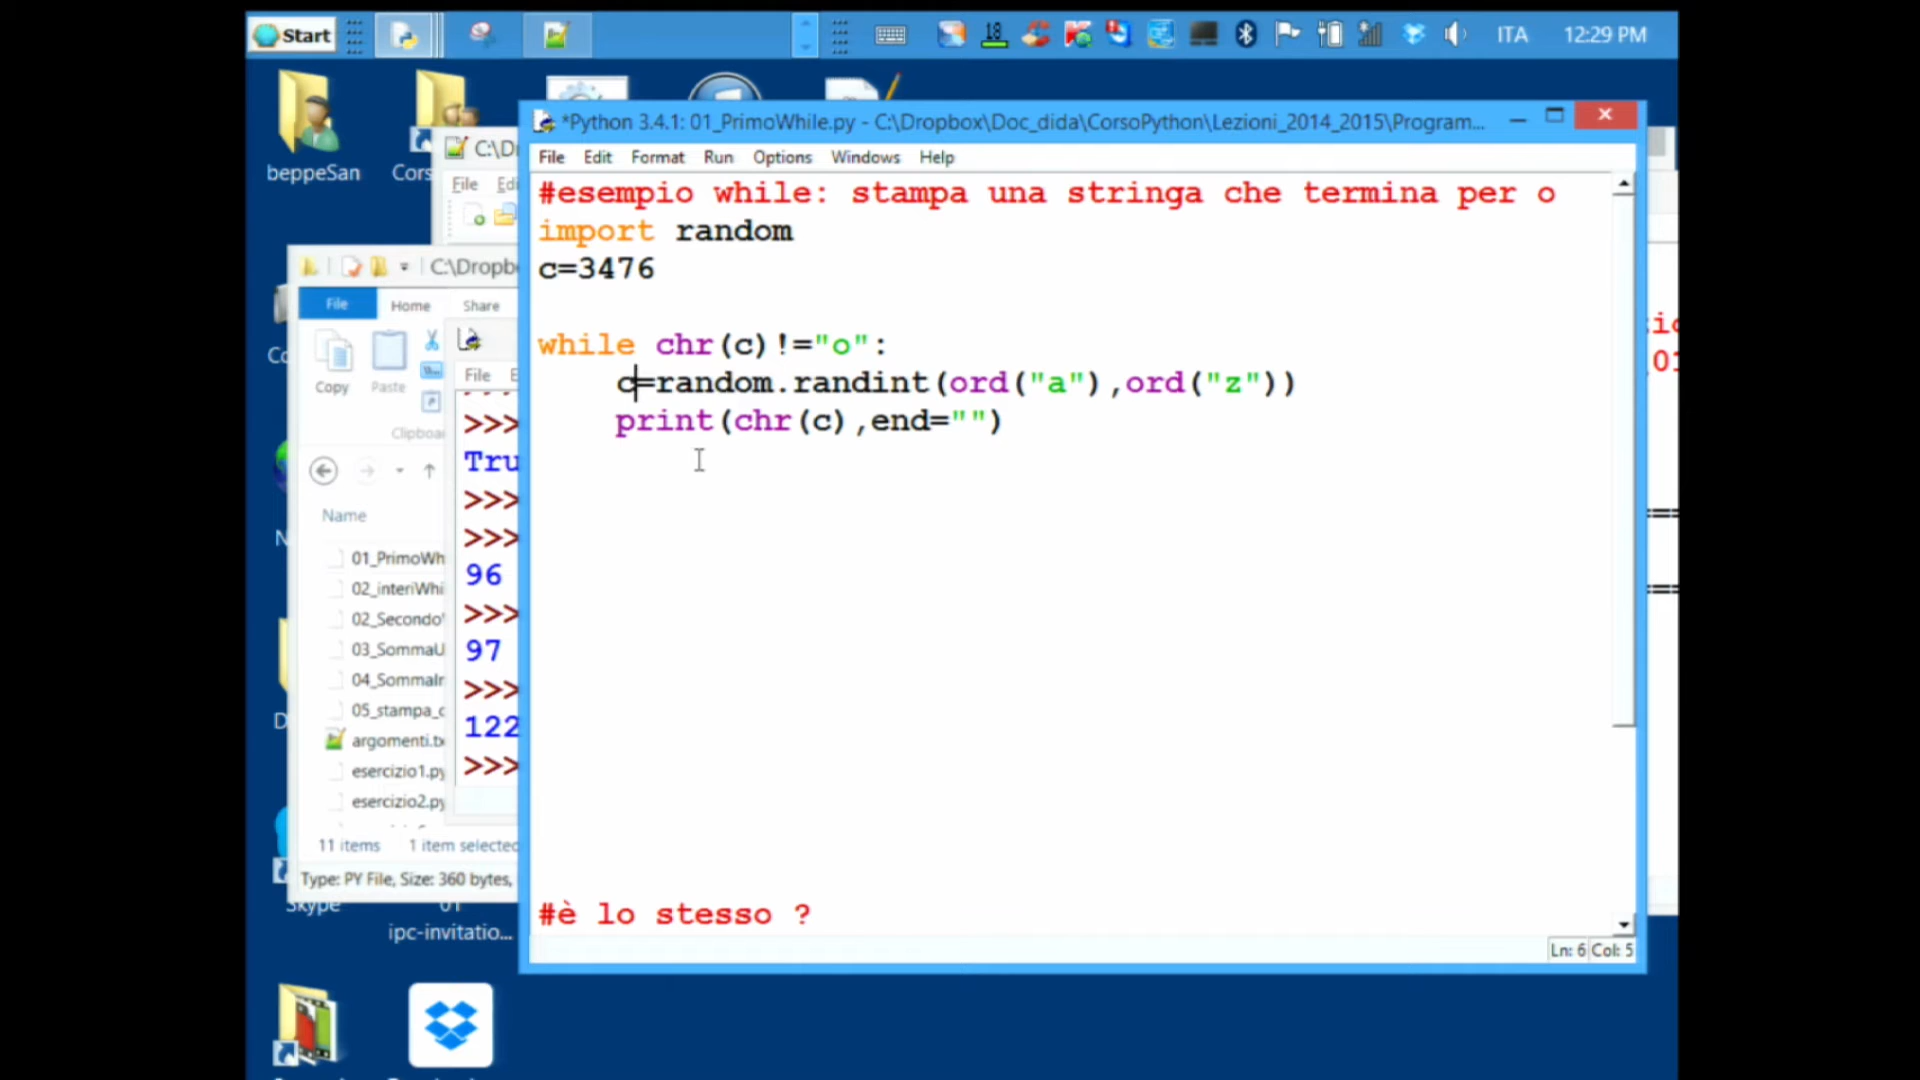 Start
18
ITA
12:29 PM
beppeSan
Cors
C:\D
File
*Python 3.4.1: 01_PrimoWhile.py - C:\Dropbox\Doc_dida\CorsoPython\Lezioni_2014_2015\Program...
File Edit Format Run Options Windows Help
#esempio while: stampa una stringa che termina per o
import random
c=3476
while chr(c)!="o":
c=random.randint(ord("a"),ord("z"))
print(chr(c),end="")
#è lo stesso ?
Ln: 6 Col: 5
C:\Dropb
File Home Share
Copy Paste
Clipboa
Name
01_PrimoWh
02_interiWhi
02_Secondo
03_SommaU
04_SommaIn
05_stampa_c
argomenti.tx
esercizio1.py
esercizio2.py
11 items 1 item selected
Type: PY File, Size: 360 bytes,
File
>>>
Tru
>>>
>>>
96
>>>
97
>>>
122
>>>
Skype
01
ipc-invitatio...